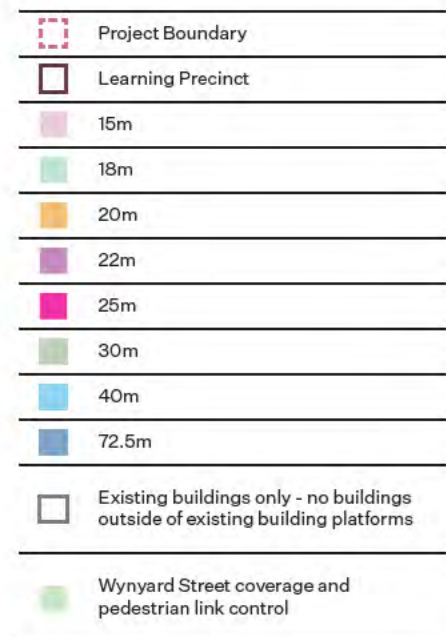 Project Boundary
Learning Precinct
15m
18m
20m
22m
25m
30m
40m
72.5m
Existing buildings only - no buildings
outside of existing building platforms
Wynyard Street coverage and
pedestrian link control